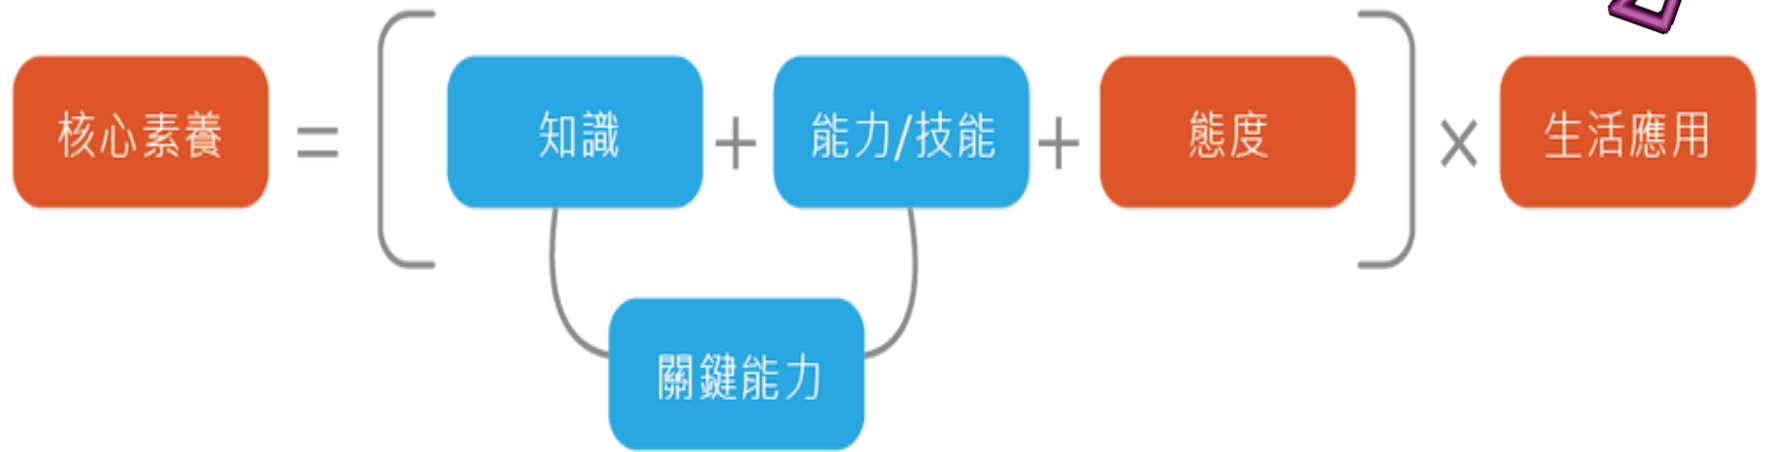 核心素養 = [ 知識 + 能力/技能 + 態度 ] × 生活應用
關鍵能力